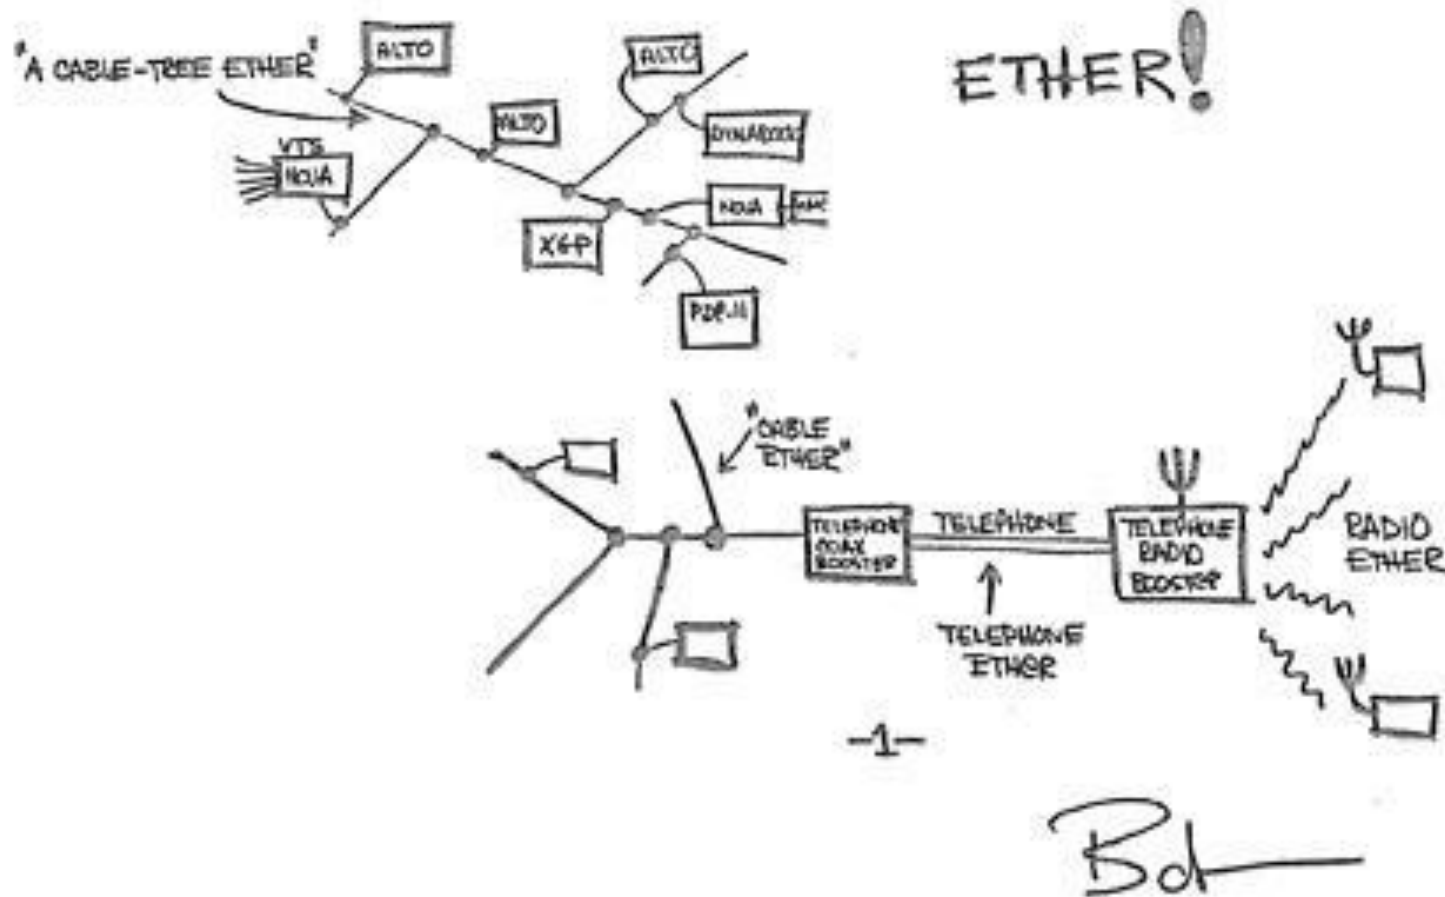 "A CABLE-TREE ETHER"
ALTO
ALTO
ETHER!
ALTO
DYNABOOK
VTS
NOVA
NOVA
XGP
PDP-11
"CABLE
ETHER"
TELEPHONE
COAX
BOOSTER
TELEPHONE
TELEPHONE
RADIO
BOOSTER
RADIO
ETHER
TELEPHONE
ETHER
-1-
Bob